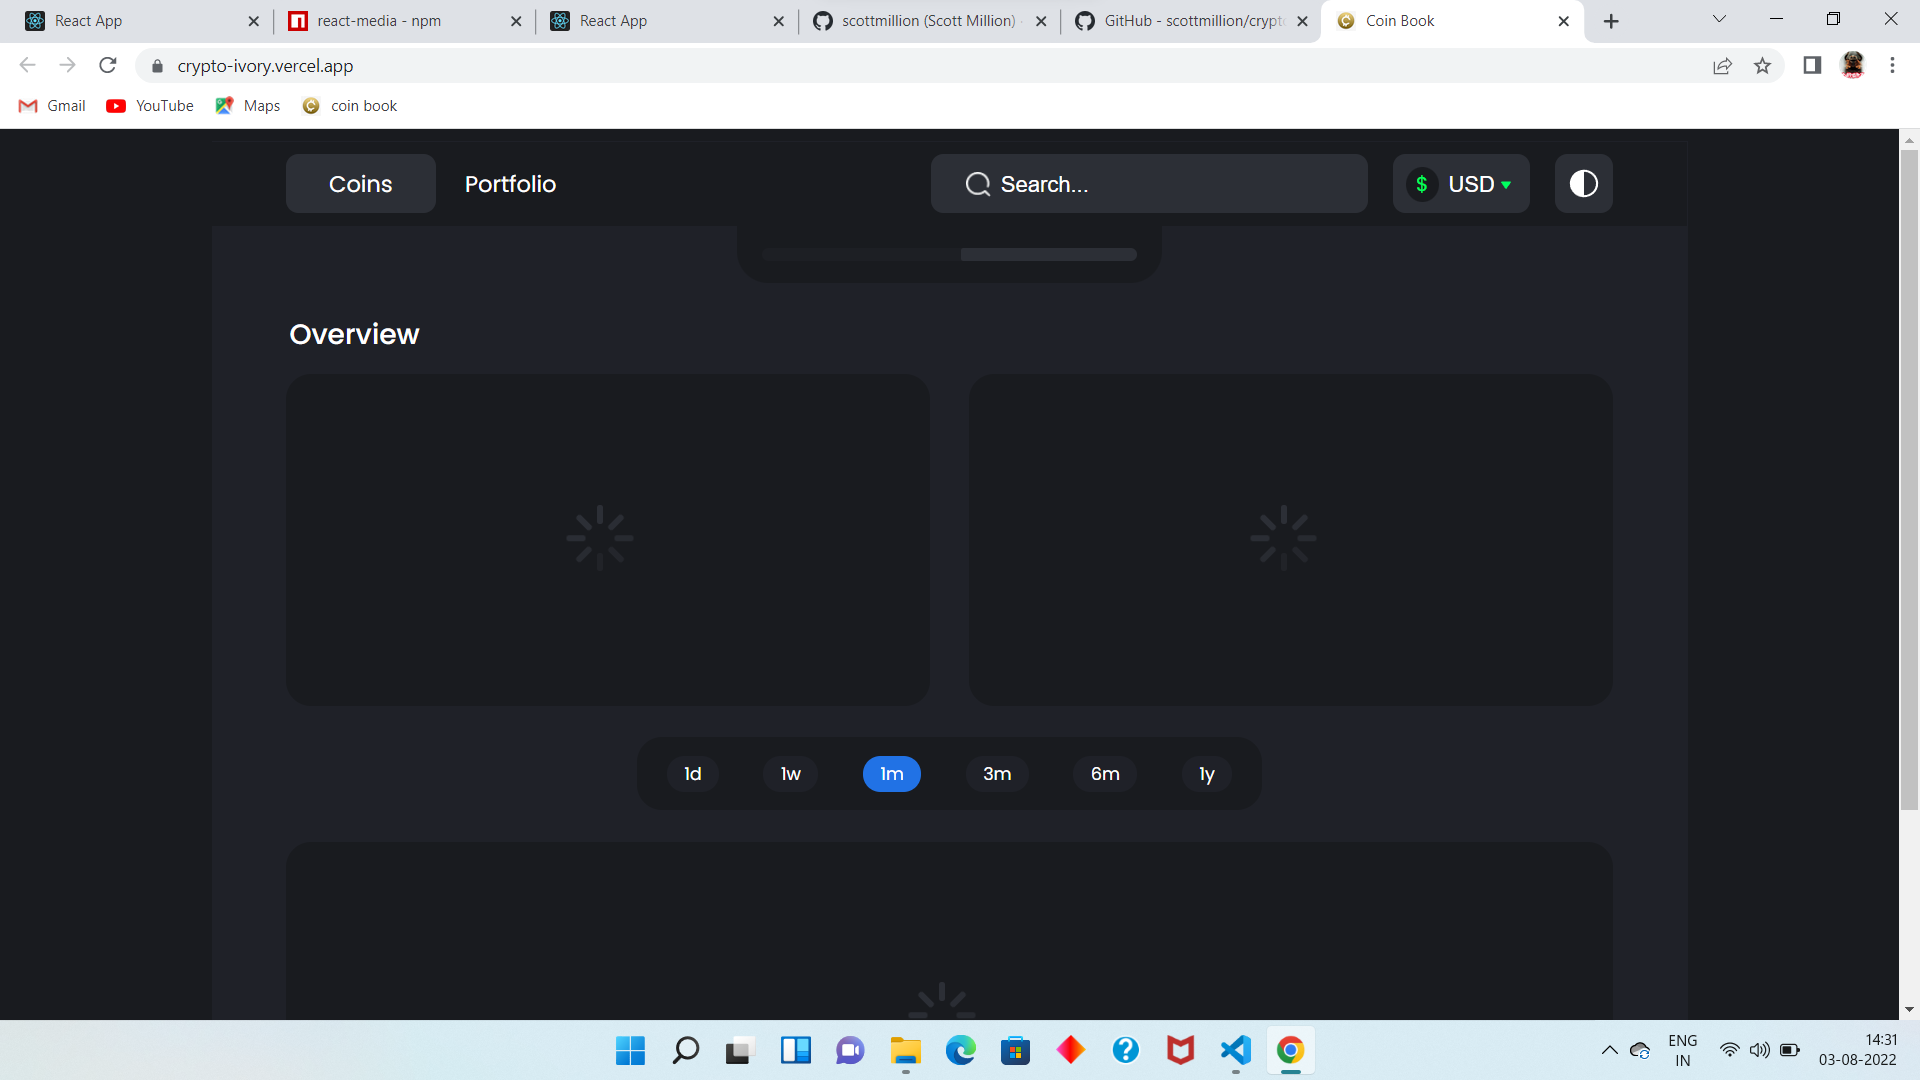 React App
react-media - npm
React App
scottmillion (Scott Million)
GitHub - scottmillion/crypt
Coin Book
crypto-ivory.vercel.app
Gmail
YouTube
Maps
coin book
Coins
Portfolio
Search...
$ USD
Overview
1d
1w
1m
3m
6m
1y
ENG
IN
14:31
03-08-2022